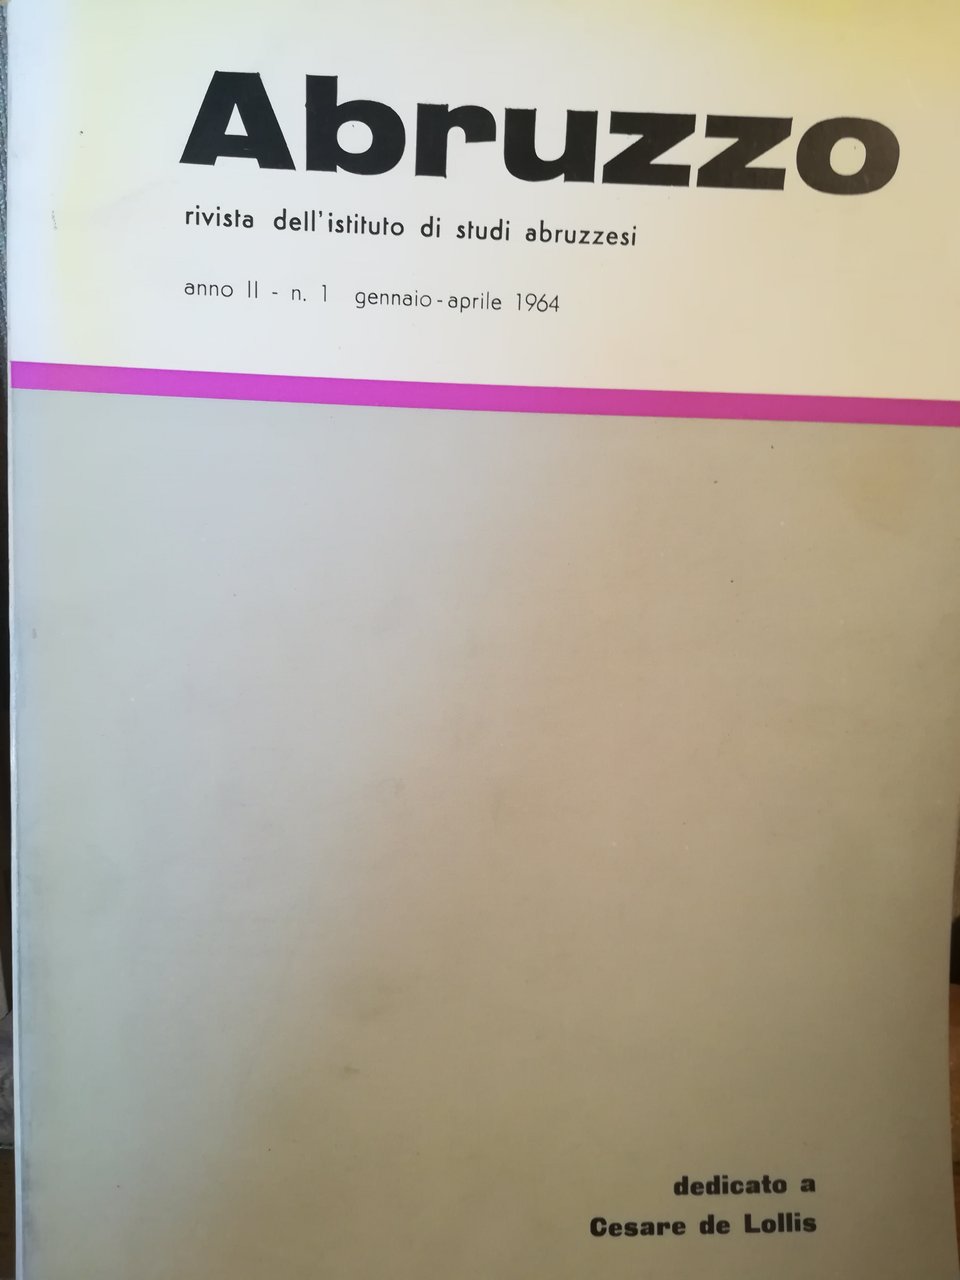 Abruzzo
rivista dell'istituto di studi abruzzesi
anno II - n. 1 gennaio-aprile 1964
dedicato a
Cesare de Lollis